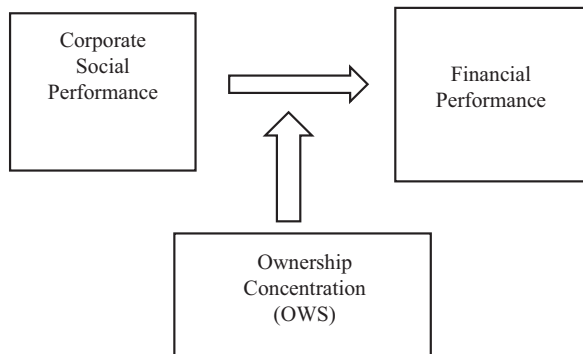 Corporate
Social
Performance
Financial
Performance
Ownership
Concentration
(OWS)